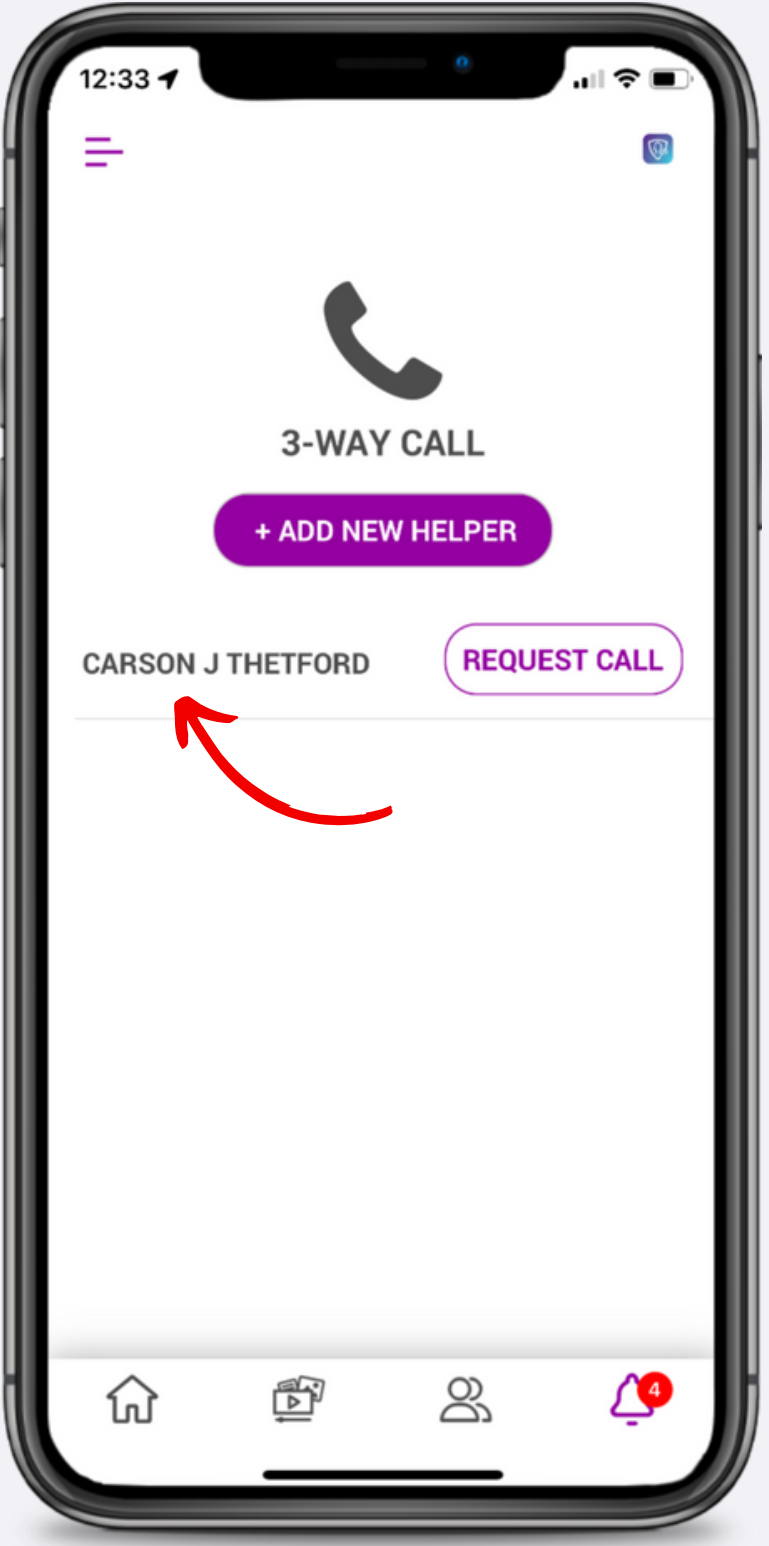 12:33
3-WAY CALL
+ ADD NEW HELPER
CARSON J THETFORD
REQUEST CALL
4